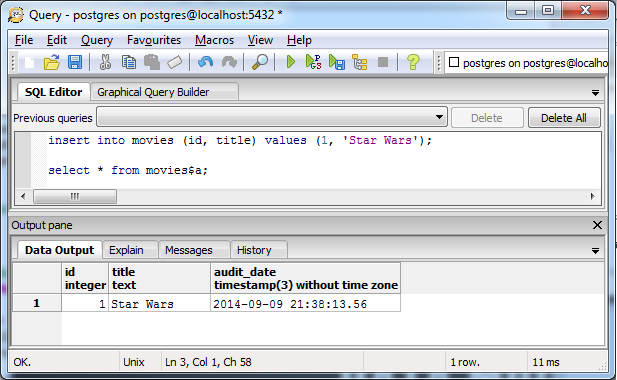 Query - postgres on postgres@localhost:5432 *
File Edit Query Favourites Macros View Help
postgres on postgres@localho
SQL Editor Graphical Query Builder
Previous queries Delete Delete All
insert into movies (id, title) values (1, 'Star Wars');
select * from movies$a;
Output pane
Data Output Explain Messages History
id title audit_date
integer text timestamp(3) without time zone
1 1 Star Wars 2014-09-09 21:38:13.56
OK. Unix Ln 3, Col 1, Ch 58 1 row. 11 ms